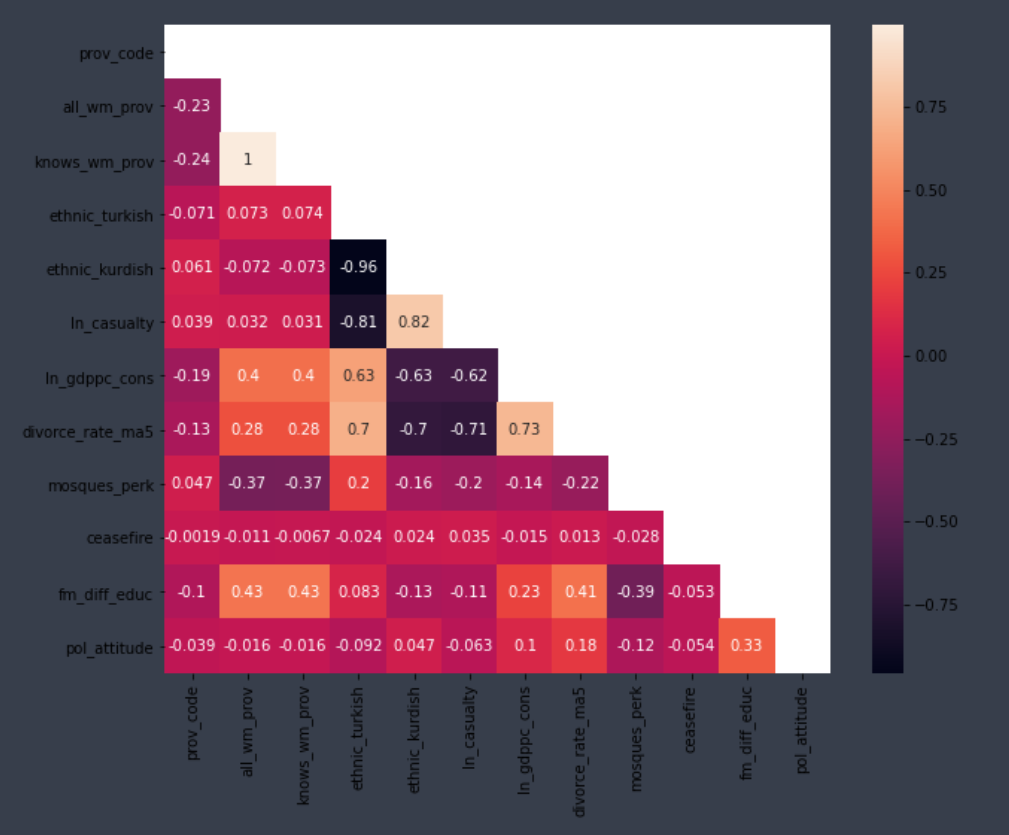 prov_code
all_wm_prov -0.23
knows_wm_prov -0.24 1
ethnic_turkish -0.071 0.073 0.074
ethnic_kurdish 0.061 -0.072 -0.073 -0.96
ln_casualty 0.039 0.032 0.031 -0.81 0.82
ln_gdppc_cons -0.19 0.4 0.4 0.63 -0.63 -0.62
divorce_rate_ma5 -0.13 0.28 0.28 0.7 -0.7 -0.71 0.73
mosques_perk 0.047 -0.37 -0.37 0.2 -0.16 -0.2 -0.14 -0.22
ceasefire -0.0019 -0.011 -0.0067 -0.024 0.024 0.035 -0.015 0.013 -0.028
fm_diff_educ -0.1 0.43 0.43 0.083 -0.13 -0.11 0.23 0.41 -0.39 -0.053
pol_attitude -0.039 -0.016 -0.016 -0.092 0.047 -0.063 0.1 0.18 -0.12 -0.054 0.33
prov_code
all_wm_prov
knows_wm_prov
ethnic_turkish
ethnic_kurdish
ln_casualty
ln_gdppc_cons
divorce_rate_ma5
mosques_perk
ceasefire
fm_diff_educ
pol_attitude
0.75
0.50
0.25
0.00
−0.25
−0.50
−0.75